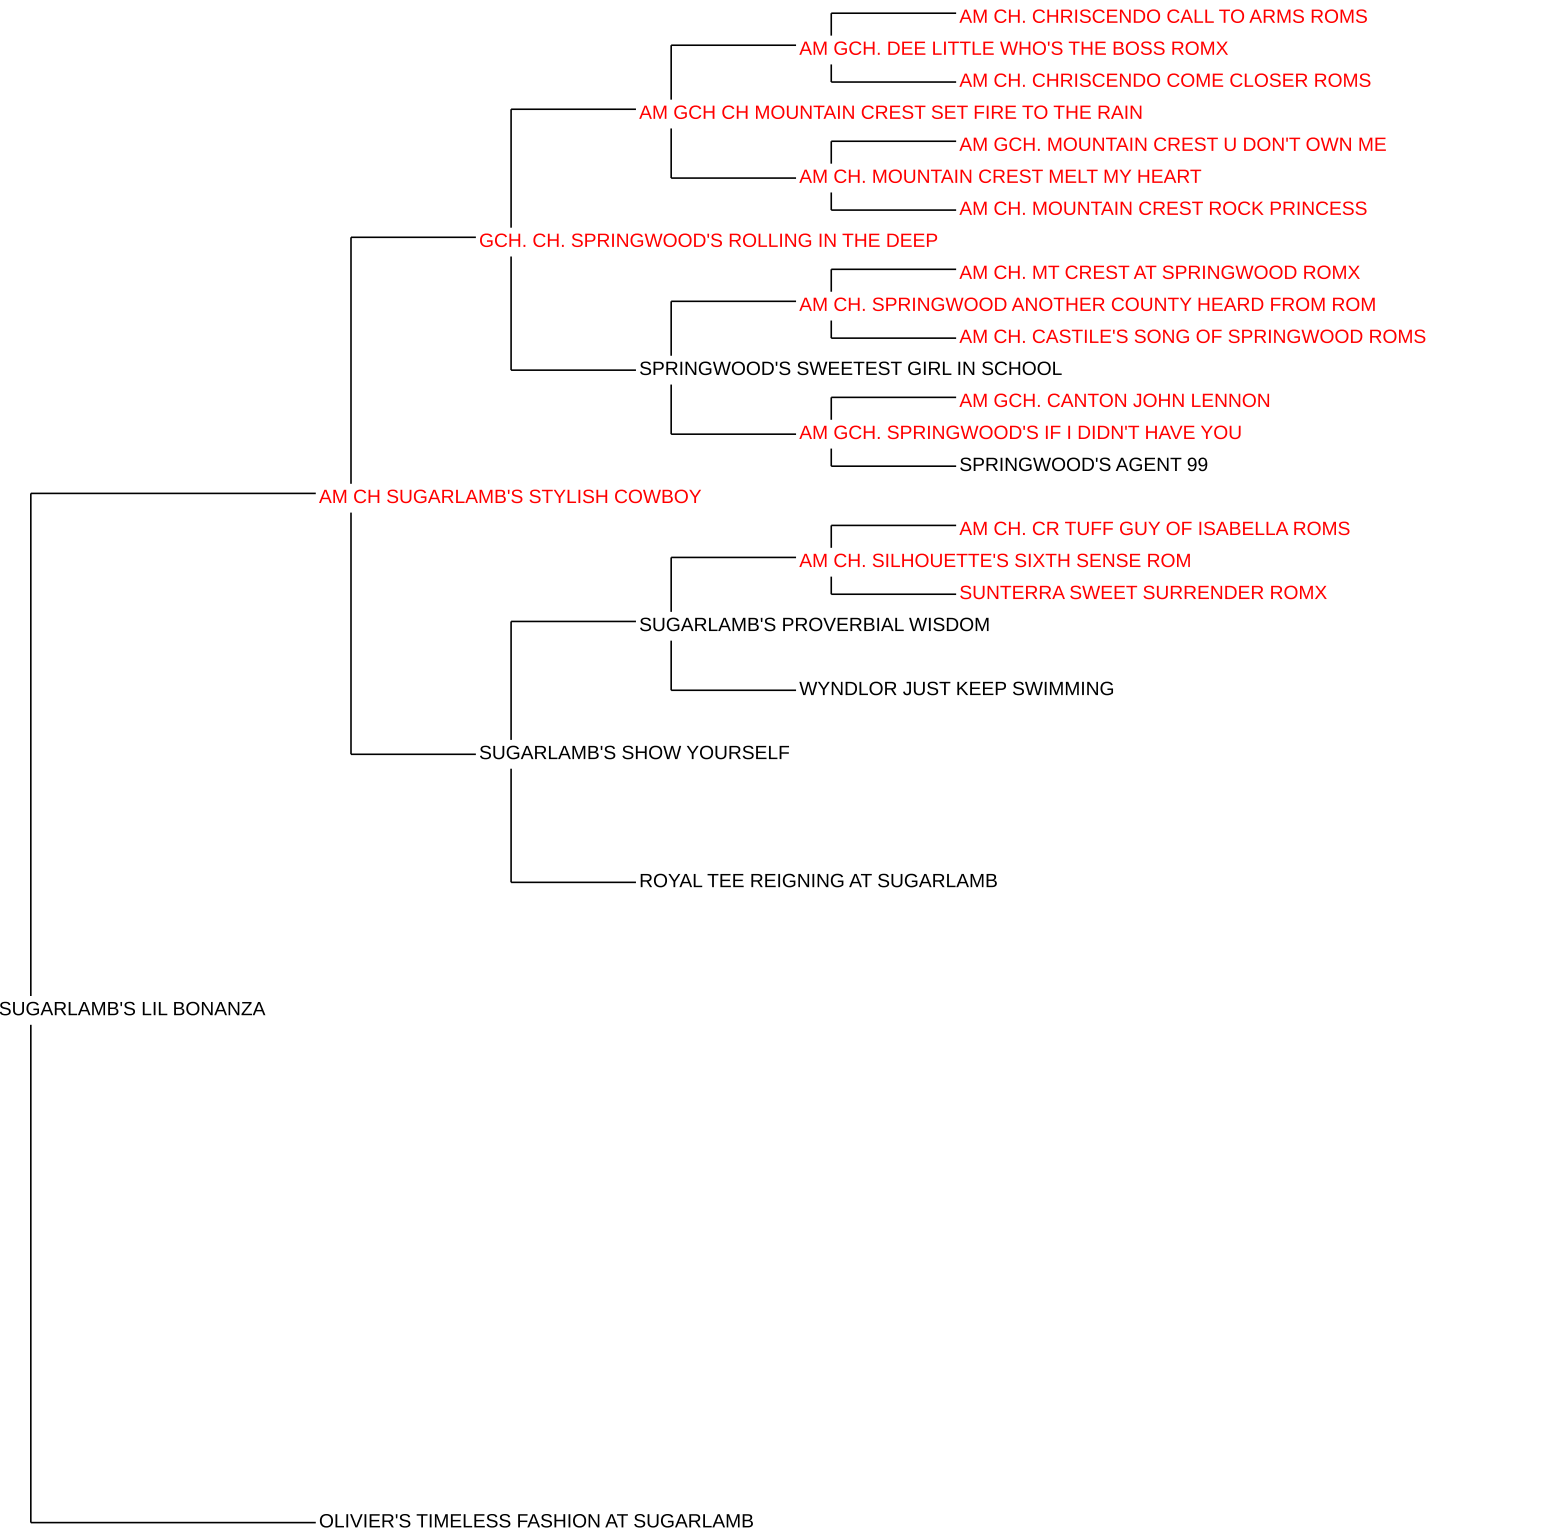 AM CH. CHRISCENDO CALL TO ARMS ROMS
AM GCH. DEE LITTLE WHO'S THE BOSS ROMX
AM CH. CHRISCENDO COME CLOSER ROMS
AM GCH CH MOUNTAIN CREST SET FIRE TO THE RAIN
AM GCH. MOUNTAIN CREST U DON'T OWN ME
AM CH. MOUNTAIN CREST MELT MY HEART
AM CH. MOUNTAIN CREST ROCK PRINCESS
GCH. CH. SPRINGWOOD'S ROLLING IN THE DEEP
AM CH. MT CREST AT SPRINGWOOD ROMX
AM CH. SPRINGWOOD ANOTHER COUNTY HEARD FROM ROM
AM CH. CASTILE'S SONG OF SPRINGWOOD ROMS
SPRINGWOOD'S SWEETEST GIRL IN SCHOOL
AM GCH. CANTON JOHN LENNON
AM GCH. SPRINGWOOD'S IF I DIDN'T HAVE YOU
SPRINGWOOD'S AGENT 99
AM CH SUGARLAMB'S STYLISH COWBOY
AM CH. CR TUFF GUY OF ISABELLA ROMS
AM CH. SILHOUETTE'S SIXTH SENSE ROM
SUNTERRA SWEET SURRENDER ROMX
SUGARLAMB'S PROVERBIAL WISDOM
WYNDLOR JUST KEEP SWIMMING
SUGARLAMB'S SHOW YOURSELF
ROYAL TEE REIGNING AT SUGARLAMB
SUGARLAMB'S LIL BONANZA
OLIVIER'S TIMELESS FASHION AT SUGARLAMB